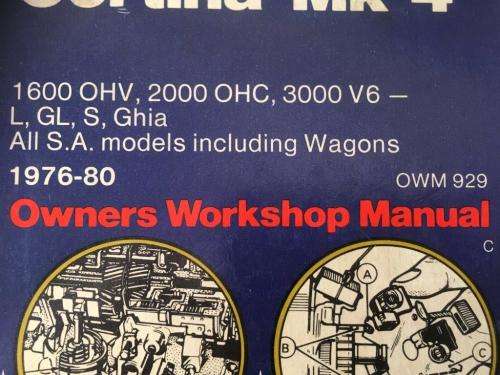 Cortina Mk 4
1600 OHV, 2000 OHC, 3000 V6 —
L, GL, S, Ghia
All S.A. models including Wagons
1976-80
OWM 929
Owners Workshop Manual
C
A
B
C